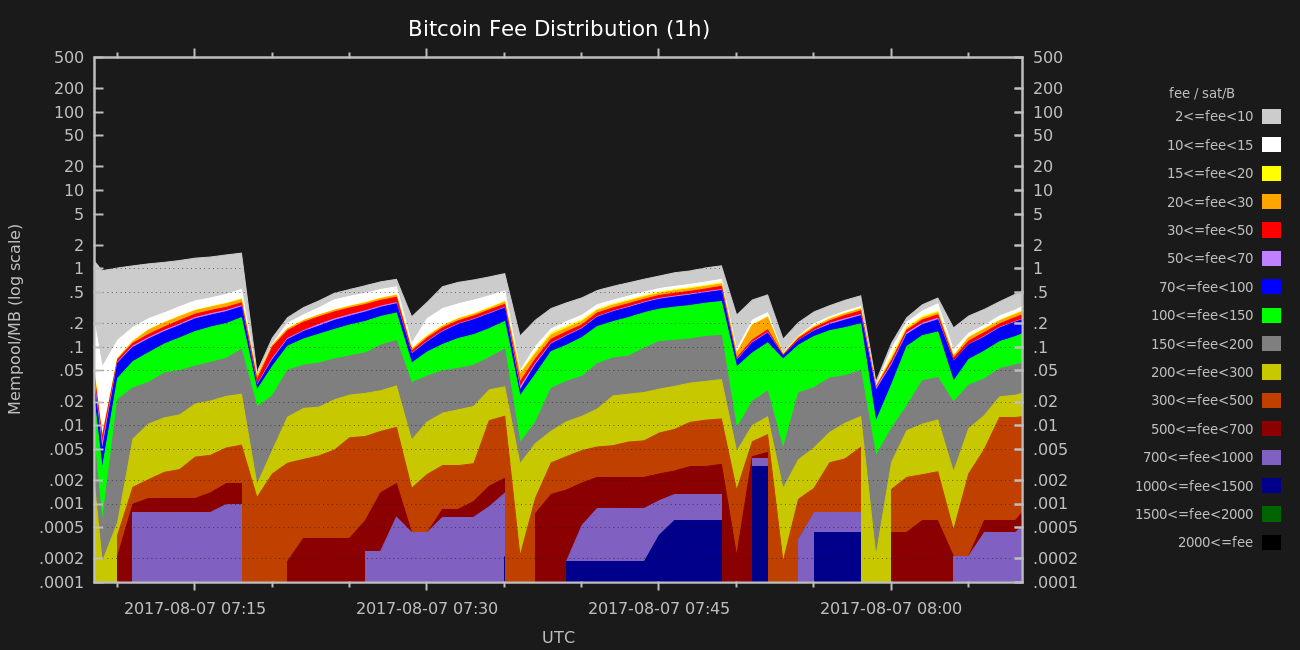 Bitcoin Fee Distribution (1h)
Mempool/MB (log scale)
500
200
100
50
20
10
5
2
1
.5
.2
.1
.05
.02
.01
.005
.002
.001
.0005
.0002
.0001
500
200
100
50
20
10
5
2
1
.5
.2
.1
.05
.02
.01
.005
.002
.001
.0005
.0002
.0001
2017-08-07 07:15
2017-08-07 07:30
2017-08-07 07:45
2017-08-07 08:00
UTC
fee / sat/B
2<=fee<10
10<=fee<15
15<=fee<20
20<=fee<30
30<=fee<50
50<=fee<70
70<=fee<100
100<=fee<150
150<=fee<200
200<=fee<300
300<=fee<500
500<=fee<700
700<=fee<1000
1000<=fee<1500
1500<=fee<2000
2000<=fee